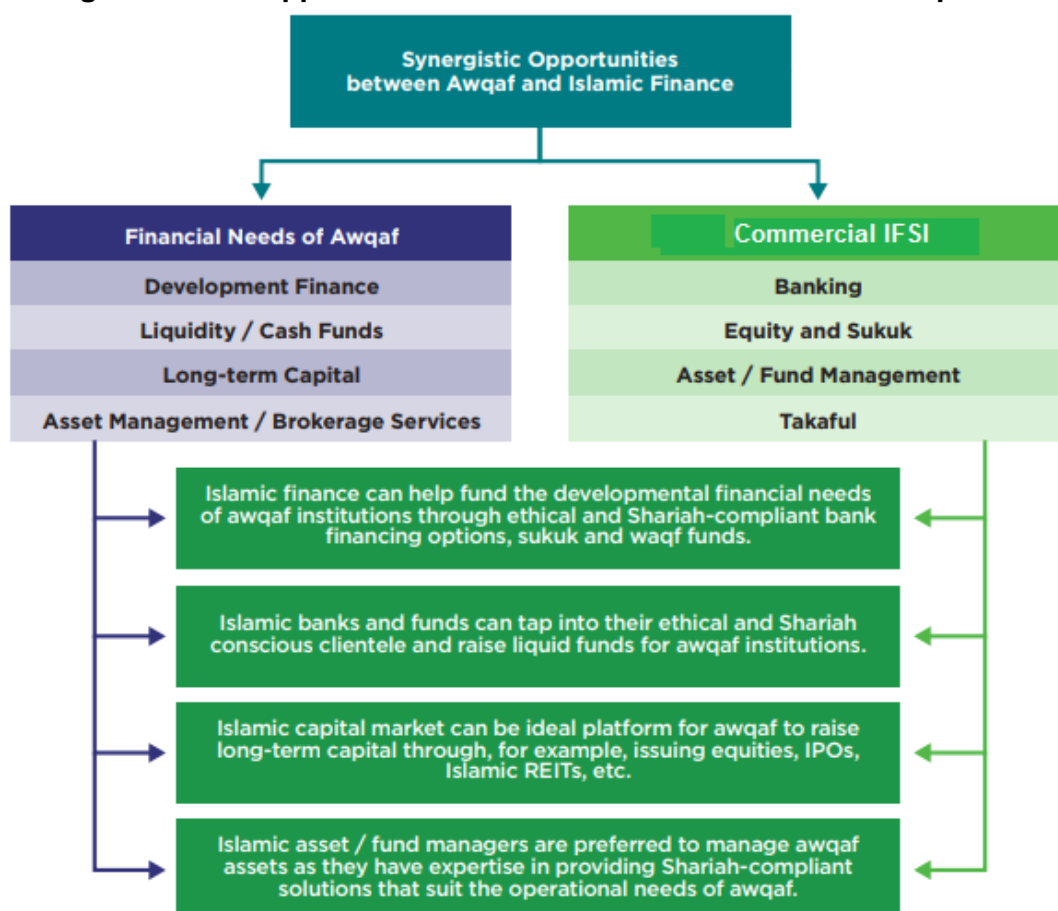 Synergistic Opportunities
between Awqaf and Islamic Finance
Financial Needs of Awqaf
Development Finance
Liquidity / Cash Funds
Long-term Capital
Asset Management / Brokerage Services
Commercial IFSI
Banking
Equity and Sukuk
Asset / Fund Management
Takaful
Islamic finance can help fund the developmental financial needs
of awqaf institutions through ethical and Shariah-compliant bank
financing options, sukuk and waqf funds.
Islamic banks and funds can tap into their ethical and Shariah
conscious clientele and raise liquid funds for awqaf institutions.
Islamic capital market can be ideal platform for awqaf to raise
long-term capital through, for example, issuing equities, IPOs,
Islamic REITs, etc.
Islamic asset / fund managers are preferred to manage awqaf
assets as they have expertise in providing Shariah-compliant
solutions that suit the operational needs of awqaf.